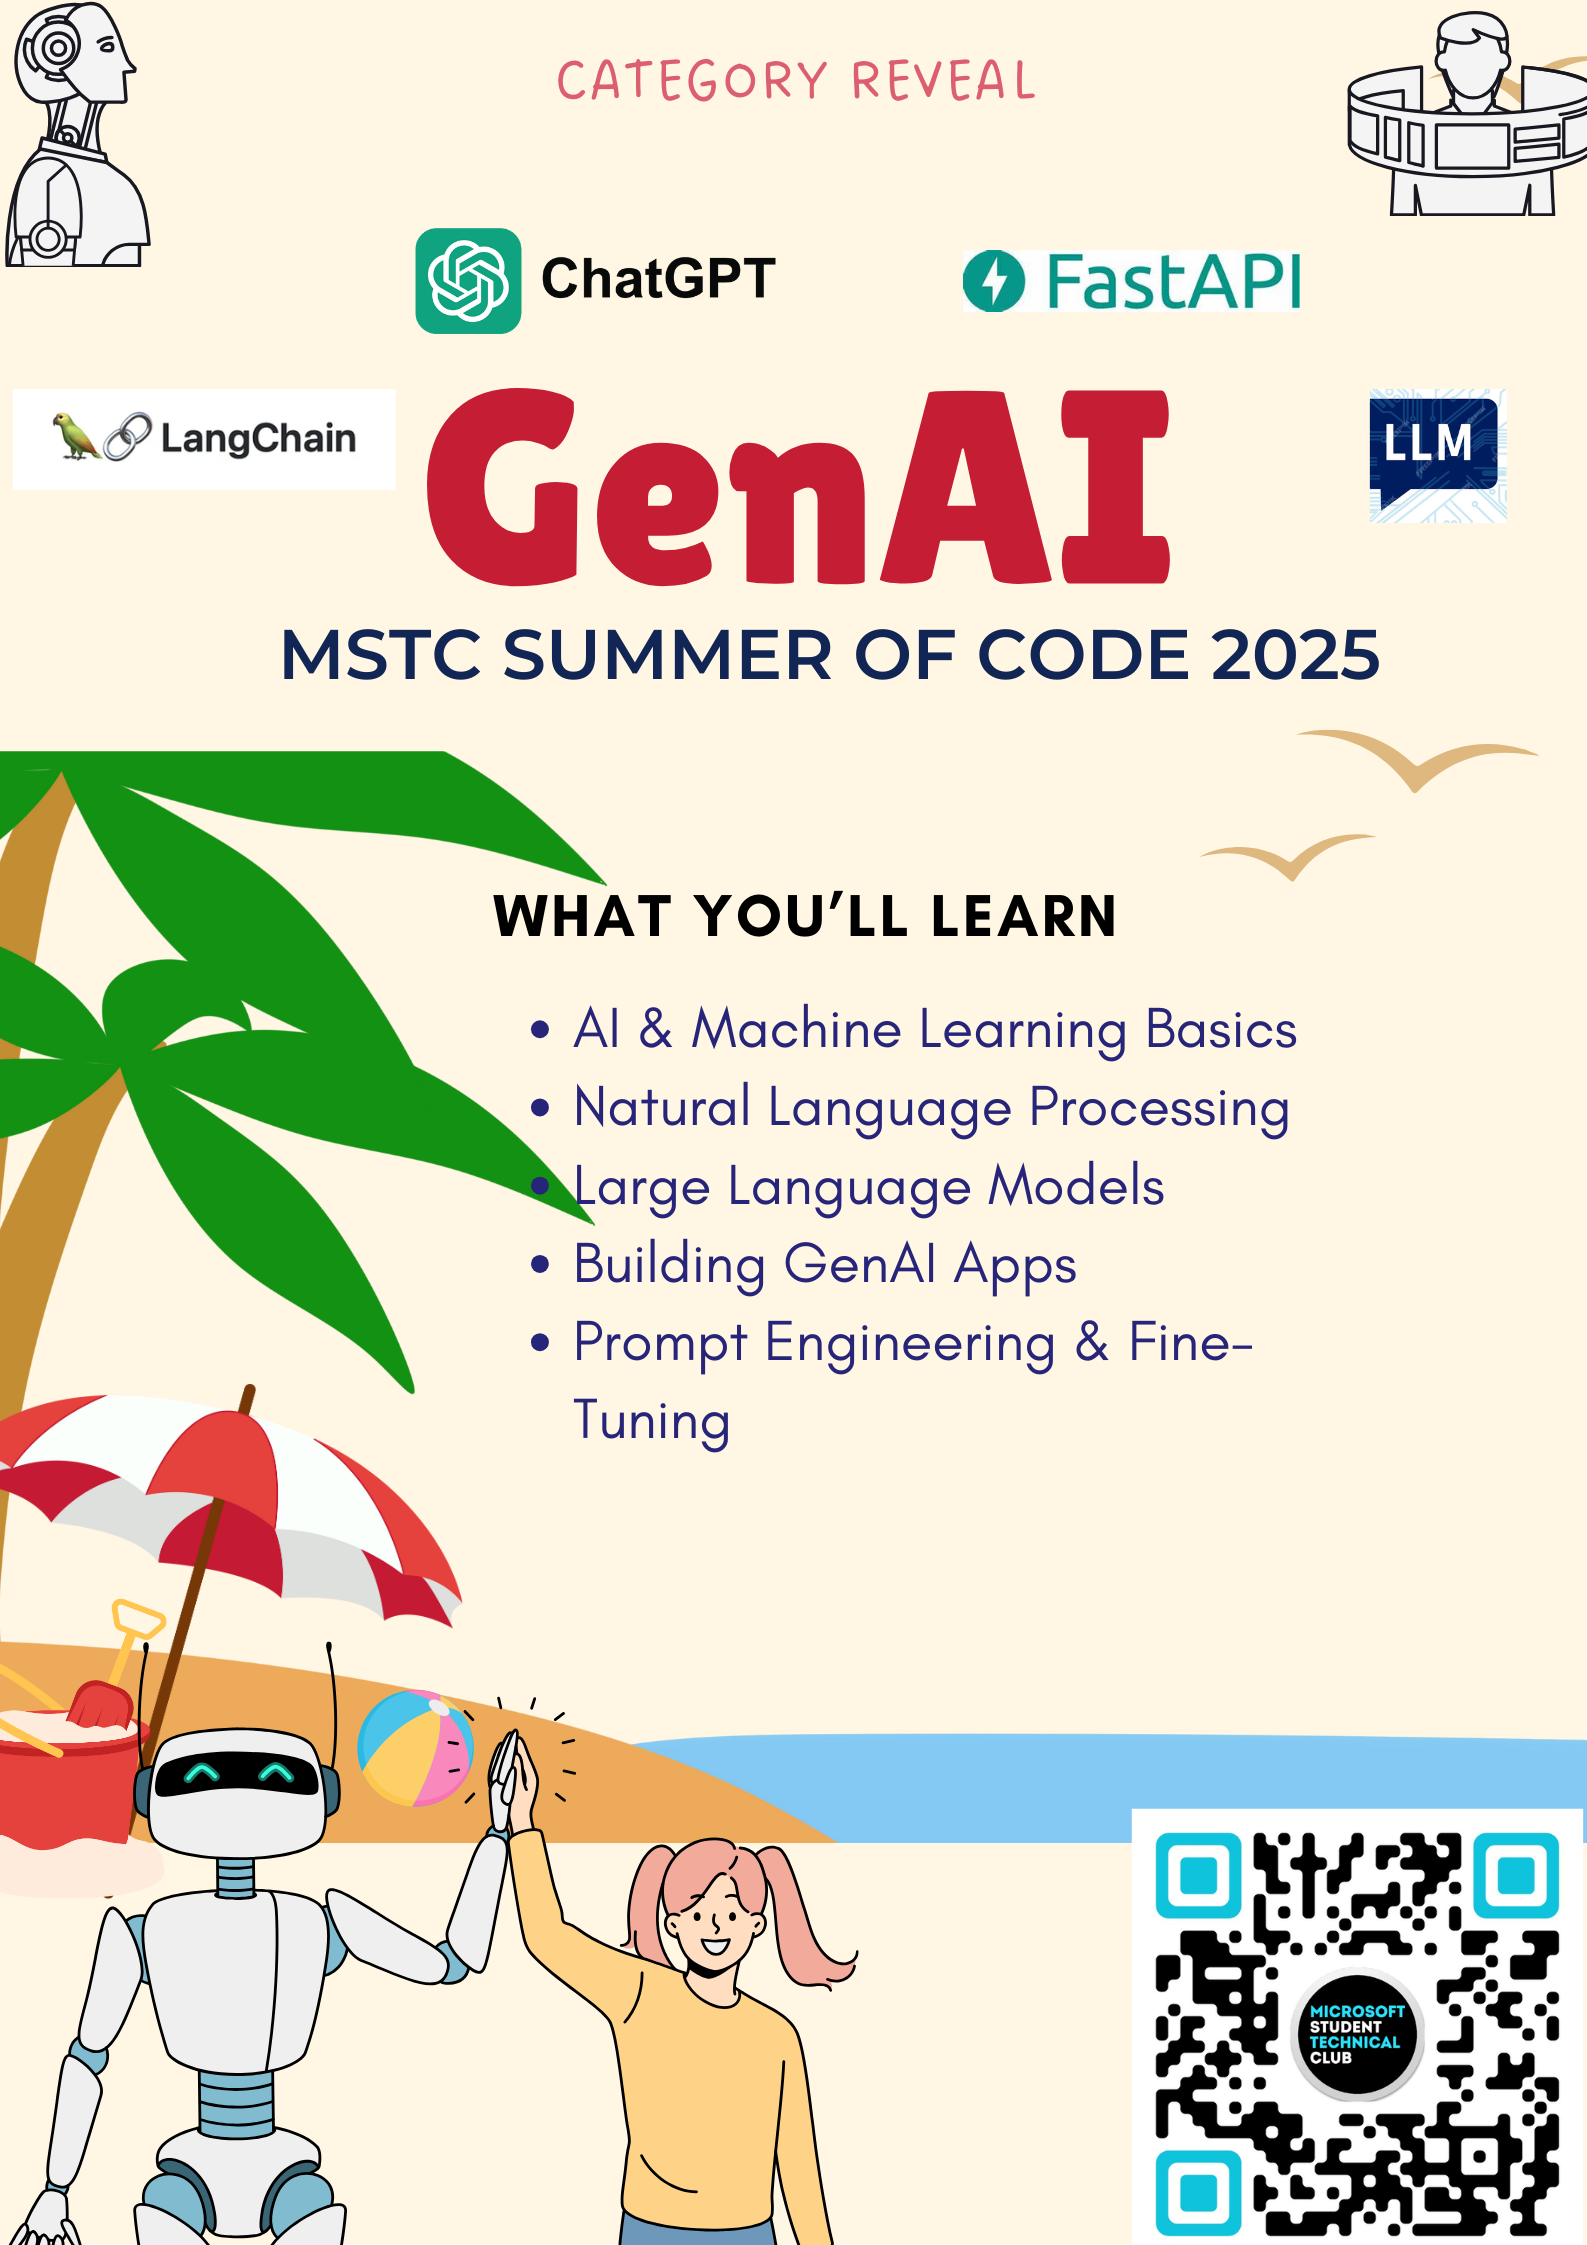 CATEGORY REVEAL
ChatGPT
FastAPI
LangChain
GenAI
LLM
MSTC SUMMER OF CODE 2025
WHAT YOU’LL LEARN
• AI & Machine Learning Basics
• Natural Language Processing
• Large Language Models
• Building GenAI Apps
• Prompt Engineering & Fine-
Tuning
MICROSOFT
STUDENT
TECHNICAL
CLUB